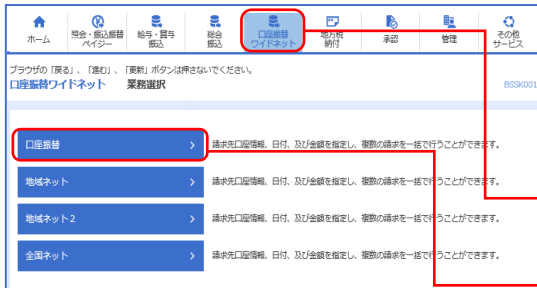 ホーム
照会・振込振替
ペイジー
給与・賞与
振込
総合
振込
口座振替
ワイドネット
地方税
納付
承認
管理
その他
サービス
ブラウザの「戻る」、「進む」、「更新」ボタンは押さないでください。
口座振替ワイドネット 業務選択 BSSK001
口座振替 請求先口座情報、日付、及び金額を指定し、複数の請求を一括で行うことができます。
地域ネット 請求先口座情報、日付、及び金額を指定し、複数の請求を一括で行うことができます。
地域ネット2 請求先口座情報、日付、及び金額を指定し、複数の請求を一括で行うことができます。
全国ネット 請求先口座情報、日付、及び金額を指定し、複数の請求を一括で行うことができます。